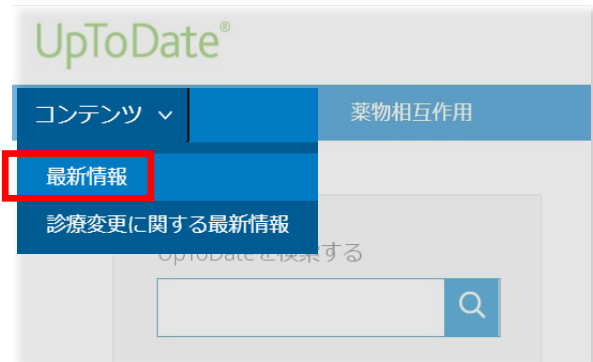 UpToDate®
コンテンツ
薬物相互作用
最新情報
診療変更に関する最新情報
UpToDateを検索する